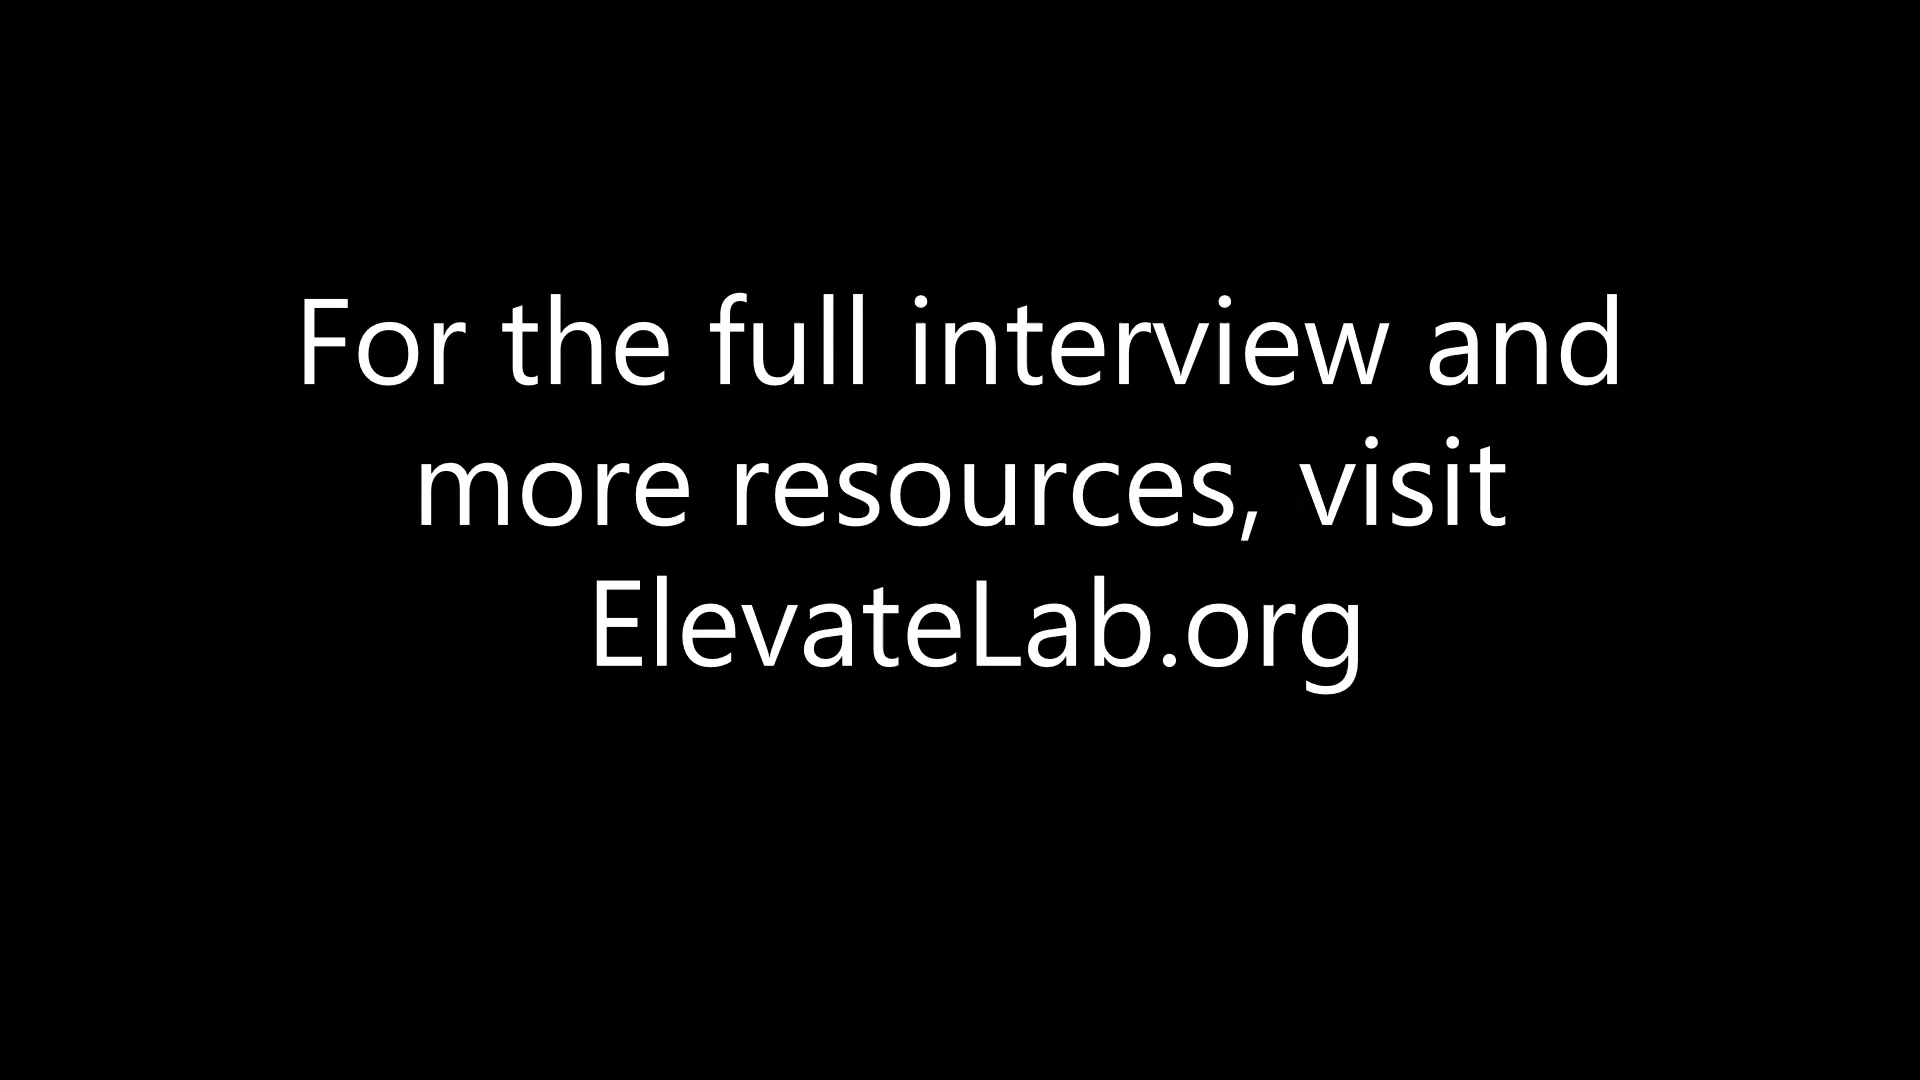 For the full interview and
more resources, visit
ElevateLab.org